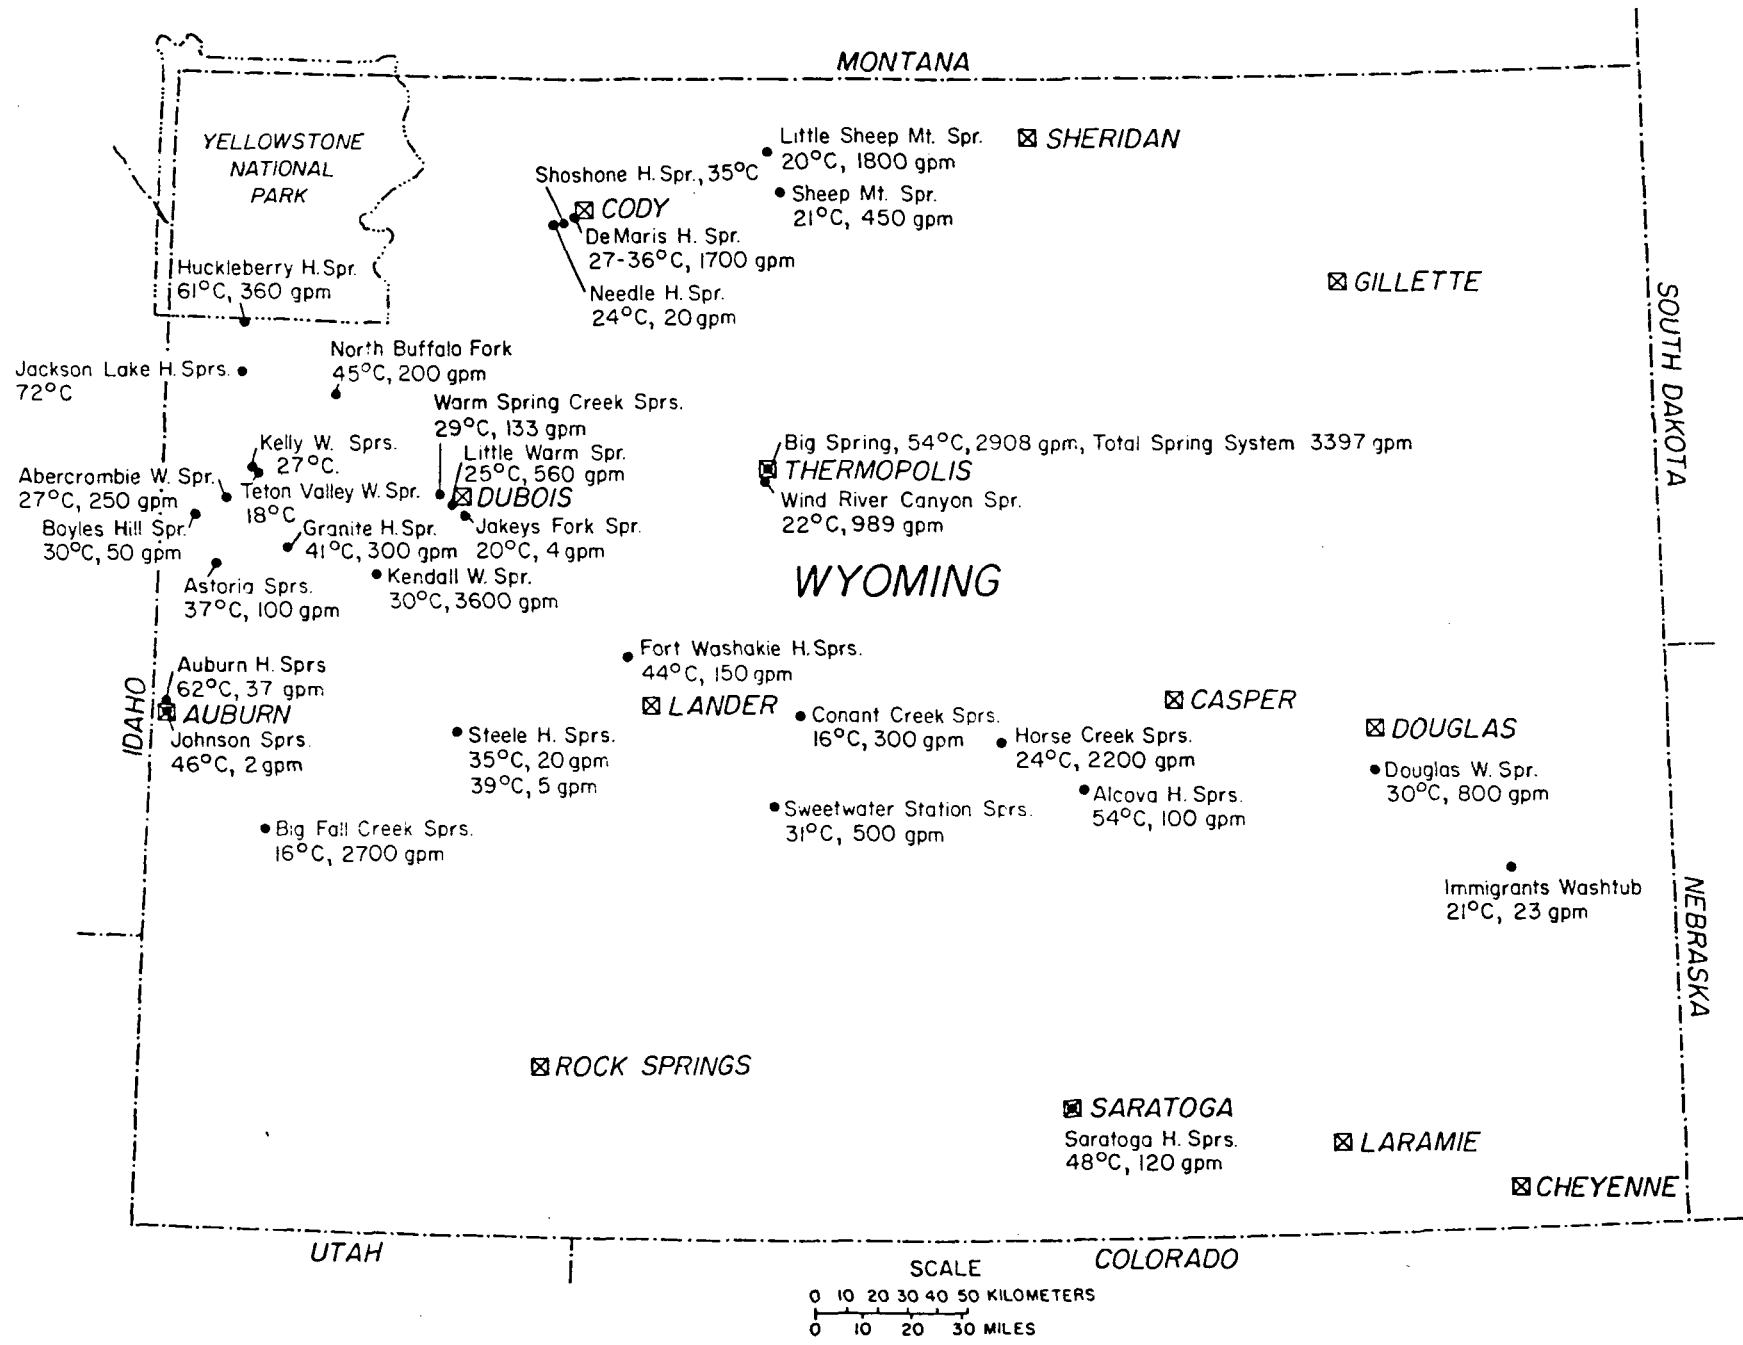 MONTANA
YELLOWSTONE
NATIONAL
PARK
Little Sheep Mt. Spr.
20°C, 1800 gpm
SHERIDAN
Shoshone H. Spr., 35°C
Sheep Mt. Spr.
21°C, 450 gpm
CODY
DeMaris H. Spr.
27-36°C, 1700 gpm
Needle H. Spr.
24°C, 20 gpm
Huckleberry H. Spr.
61°C, 360 gpm
GILLETTE
SOUTH DAKOTA
North Buffalo Fork
45°C, 200 gpm
Jackson Lake H. Sprs.
72°C
Warm Spring Creek Sprs.
29°C, 133 gpm
Little Warm Spr.
25°C, 560 gpm
DUBOIS
Kelly W. Sprs.
27°C.
Big Spring, 54°C, 2908 gpm, Total Spring System 3397 gpm
THERMOPOLIS
Wind River Canyon Spr.
22°C, 989 gpm
Abercrombie W. Spr.
27°C, 250 gpm
Teton Valley W. Spr.
18°C
Boyles Hill Spr.
30°C, 50 gpm
Granite H. Spr.
41°C, 300 gpm
Jakeys Fork Spr.
20°C, 4 gpm
Astoria Sprs.
37°C, 100 gpm
Kendall W. Spr.
30°C, 3600 gpm
WYOMING
Fort Washakie H. Sprs.
44°C, 150 gpm
Auburn H. Sprs
62°C, 37 gpm
AUBURN
Johnson Sprs.
46°C, 2 gpm
IDAHO
LANDER
CASPER
Conant Creek Sprs.
16°C, 300 gpm
DOUGLAS
Steele H. Sprs.
35°C, 20 gpm
39°C, 5 gpm
Horse Creek Sprs.
24°C, 2200 gpm
Douglas W. Spr.
30°C, 800 gpm
Alcova H. Sprs.
54°C, 100 gpm
Sweetwater Station Sprs.
31°C, 500 gpm
Big Fall Creek Sprs.
16°C, 2700 gpm
Immigrants Washtub
21°C, 23 gpm
NEBRASKA
ROCK SPRINGS
SARATOGA
Saratoga H. Sprs.
48°C, 120 gpm
LARAMIE
CHEYENNE
UTAH
COLORADO
SCALE
0 10 20 30 40 50 KILOMETERS
0 10 20 30 MILES